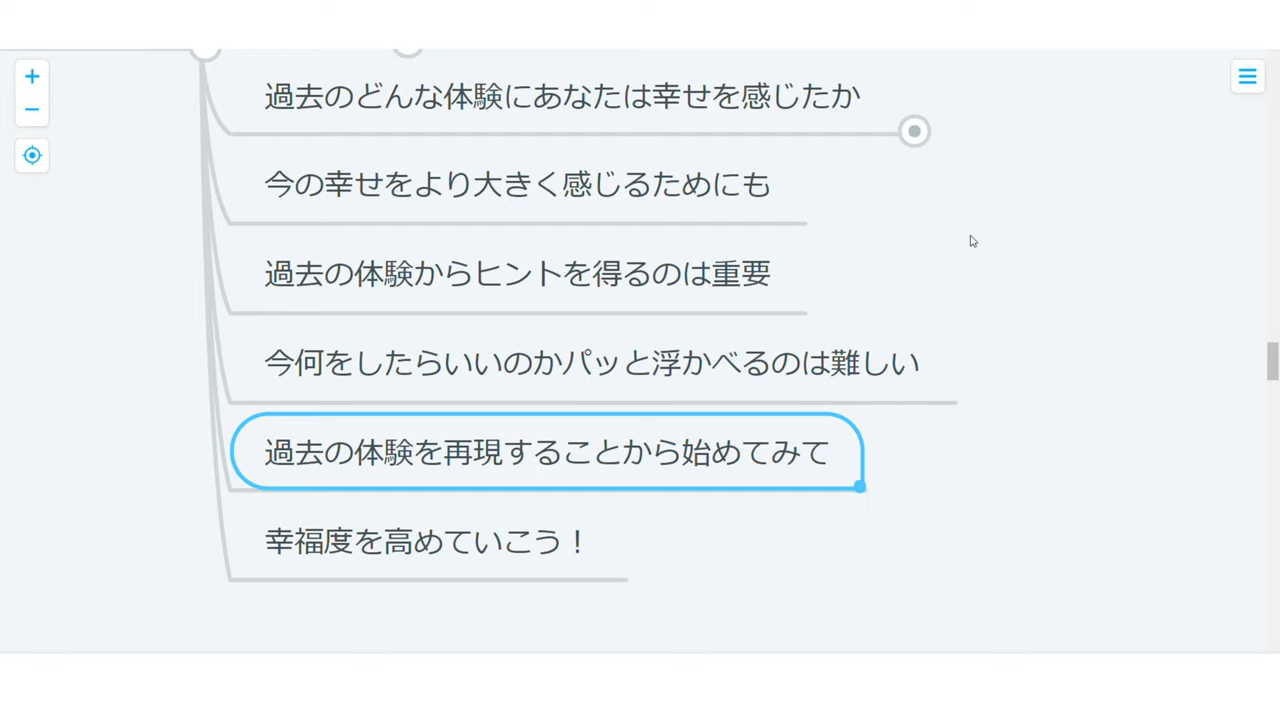 過去のどんな体験にあなたは幸せを感じたか
今の幸せをより大きく感じるためにも
過去の体験からヒントを得るのは重要
今何をしたらいいのかパッと浮かべるのは難しい
過去の体験を再現することから始めてみて
幸福度を高めていこう！